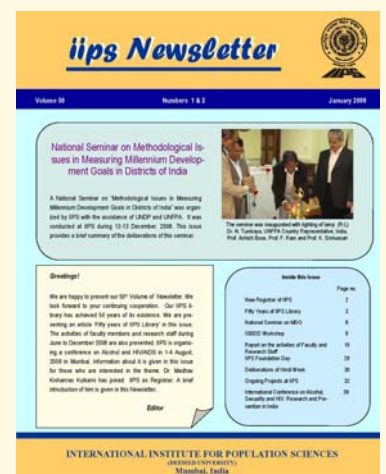 iips Newsletter
IIPS
Volume 50 Numbers 1 & 2 January 2009
National Seminar on Methodological Is-
sues in Measuring Millennium Develop-
ment Goals in Districts of India
A National Seminar on "Methodological Issues in Measuring
Millennium Development Goals in Districts of India" was organ-
ized by IIPS with the assistance of UNDP and UNFPA. It was
conducted at IIPS during 12-13 December, 2008. This issue
provides a brief summary of the deliberations of this seminar.
The seminar was inaugurated with lighting of lamp (R-L)
Dr. N. UNFPA Country Representative, India,
Prof. Ashish Bose, Prof. F. Ram and Prof. K. Srinivasan
Greetings!
We are happy to present our 50th Volume of Newsletter. We
look forward to your continuing cooperation. Our IIPS li-
brary has achieved 50 years of its existence. We are pre-
senting an article 'Fifty years of IIPS Library' in this issue.
The activities of faculty members and research staff during
June to December 2008 are also presented. IIPS is organis-
ing a conference on Alcohol and HIV/AIDS in 1-4 August,
2009 in Mumbai. Information about it is given in this issue
for those who are interested in the theme. Dr. Madhav
Kulkarni has joined IIPS as Registrar. A brief
introduction of him is given in this Newsletter.
Editor
Inside this issue
Page no.
New Registrar of IIPS 2
Fifty Years of IIPS Library 3
National Seminar on MDG
Workshop
Report on the activities of Faculty and
Research Staff
IIPS Foundation Day 29
Deliberations of Hindi Week 30
Ongoing Projects at IIPS 32
International Conference on Alcohol,
Sexuality and HIV: Research and Pre-
vention in India
INTERNATIONAL INSTITUTE FOR POPULATION SCIENCES
(DEEMED UNIVERSITY)
Mumbai, India